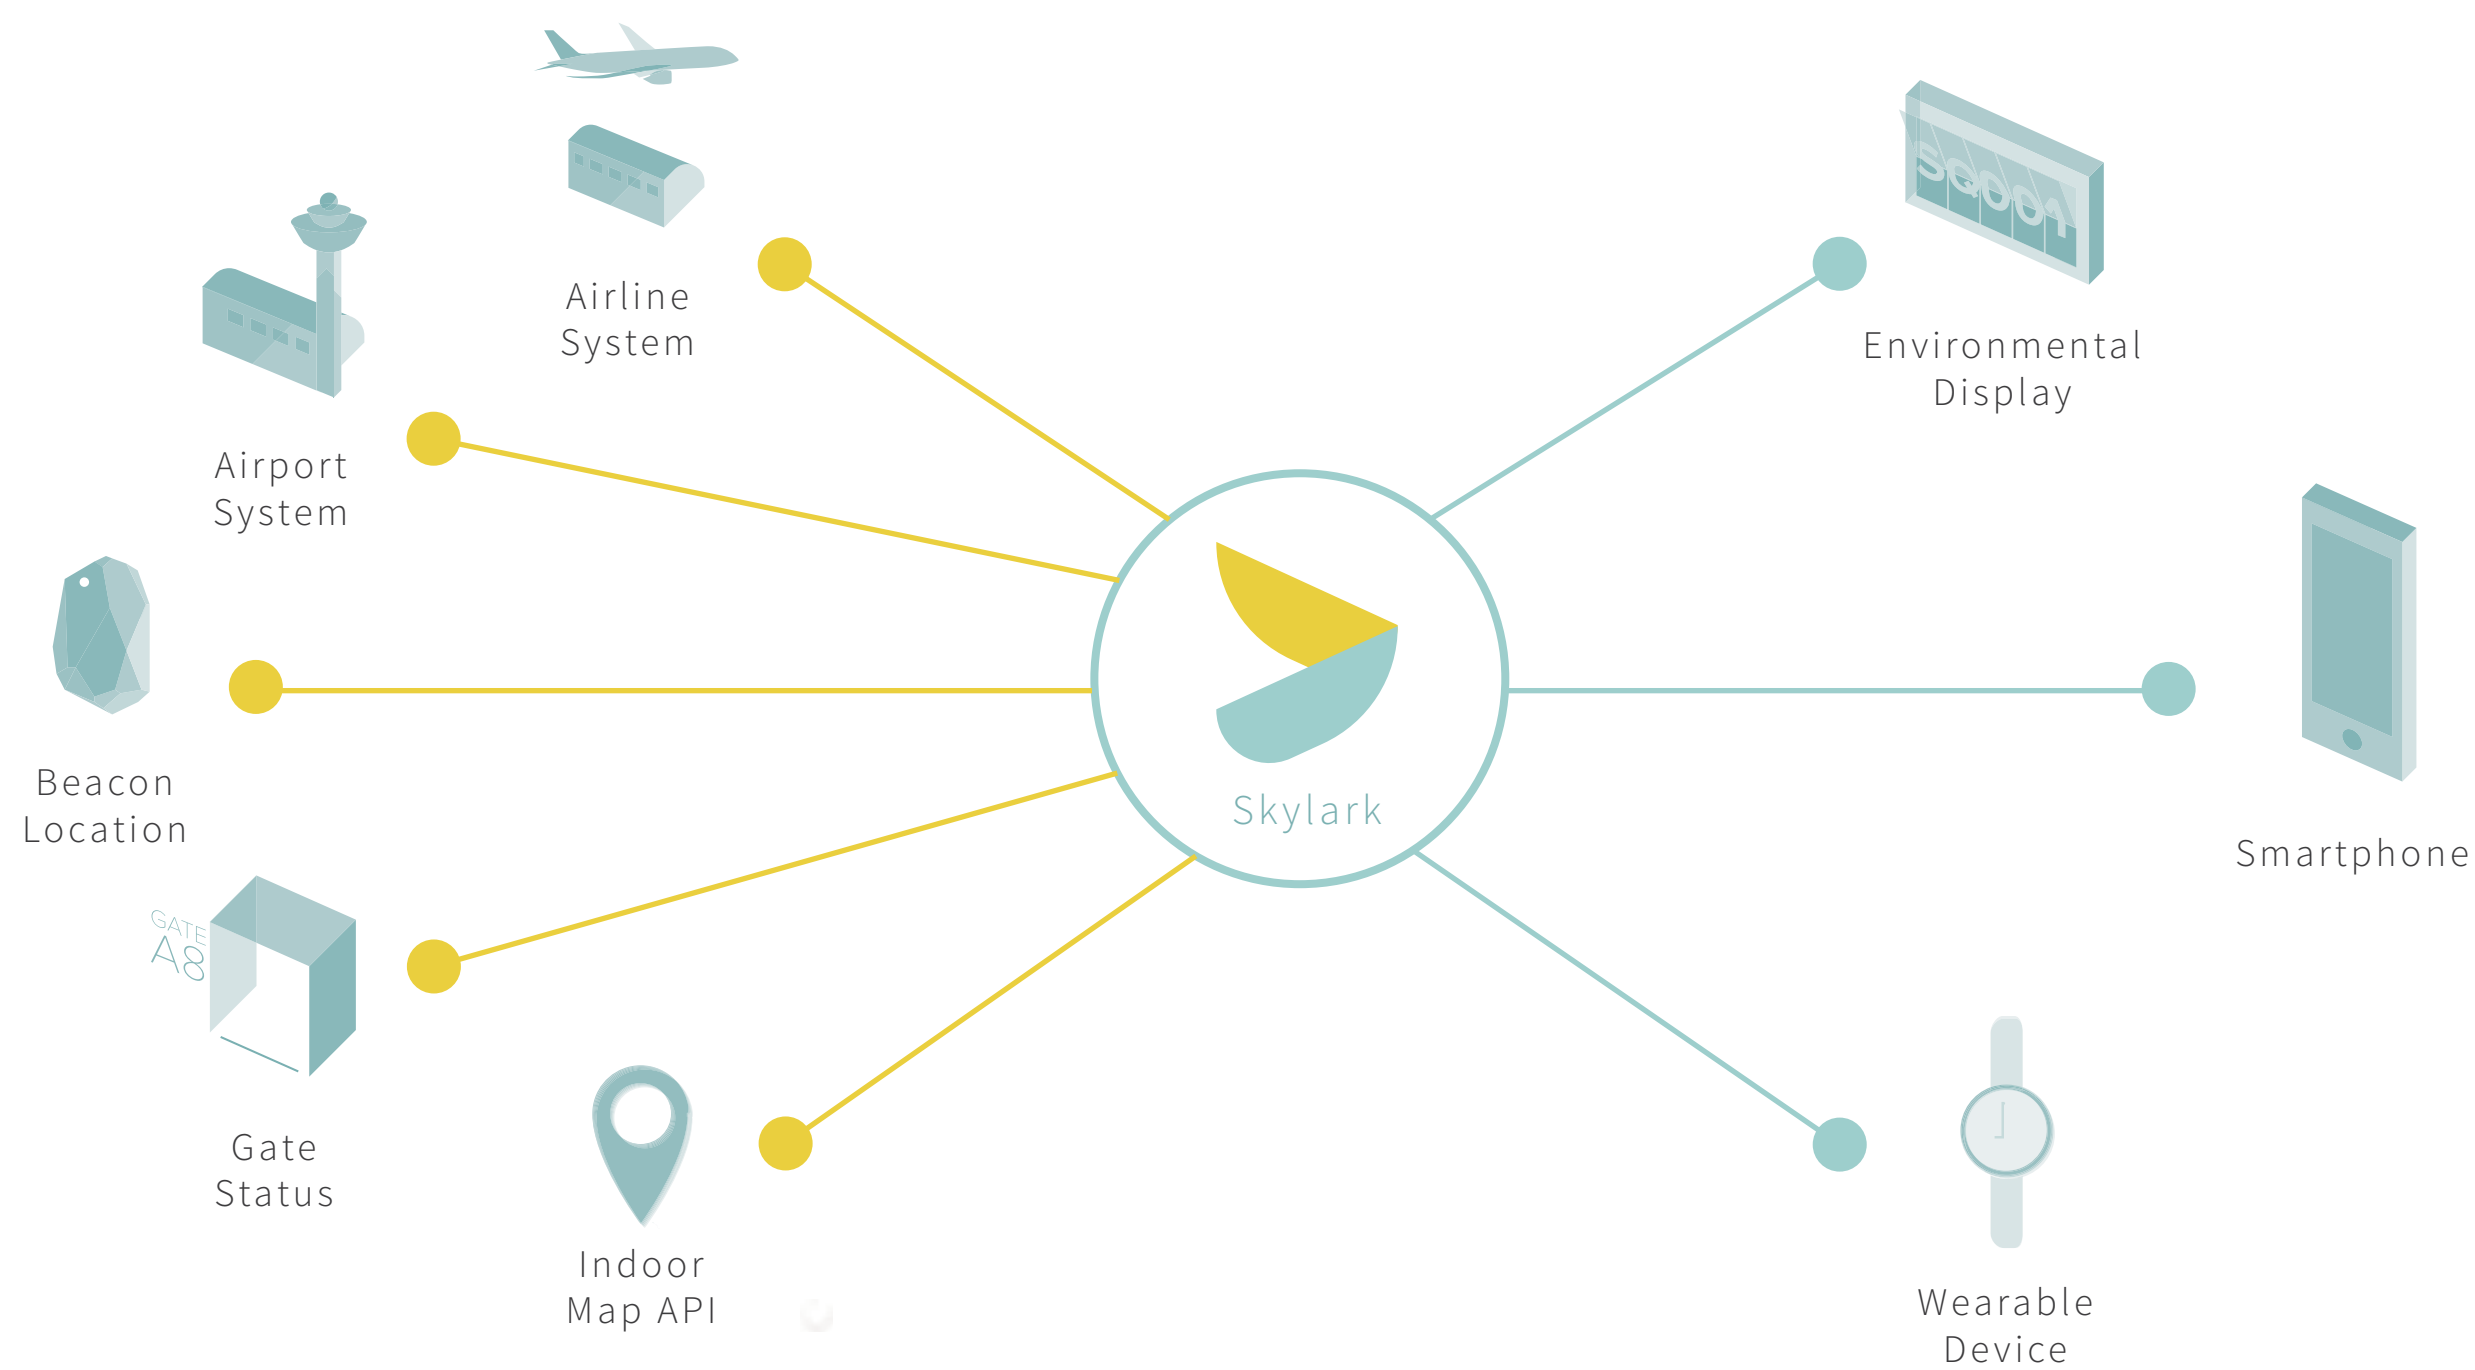 Airline
System
Airport
System
Beacon
Location
GATE
A8
Gate
Status
Indoor
Map API
Skylark
SQ001
Environmental
Display
Smartphone
Wearable
Device